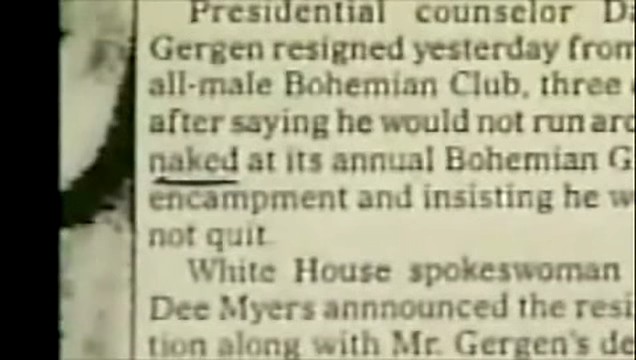 Presidential counselor
Gergen resigned yesterday from
all-male Bohemian Club, three
after saying he would not run
naked at its annual Bohemian
encampment and insisting he
not quit.
White House spokeswoman
Dee Myers annnounced the
tion along with Mr. Gergen's